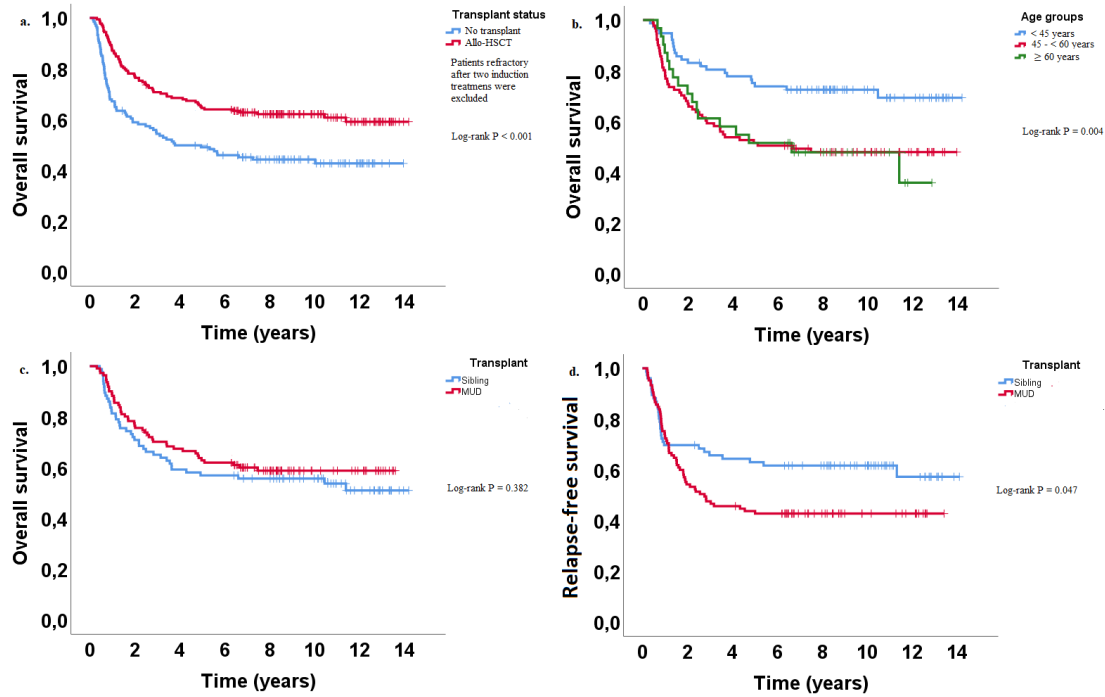 a.
Transplant status
No transplant
Allo-HSCT
Patients refractory
after two induction
treatmens were
excluded
Log-rank P < 0.001
Overall survival
1,0
0,8
0,6
0,4
0,2
0,0
0 2 4 6 8 10 12 14
Time (years)
b.
Age groups
< 45 years
45 - < 60 years
≥ 60 years
Log-rank P = 0.004
Overall survival
1,0
0,8
0,6
0,4
0,2
0,0
0 2 4 6 8 10 12 14
Time (years)
c.
Transplant
Sibling
MUD
Log-rank P = 0.382
Overall survival
1,0
0,8
0,6
0,4
0,2
0,0
0 2 4 6 8 10 12 14
Time (years)
d.
Transplant
Sibling
MUD
Log-rank P = 0.047
Relapse-free survival
1,0
0,8
0,6
0,4
0,2
0,0
0 2 4 6 8 10 12 14
Time (years)